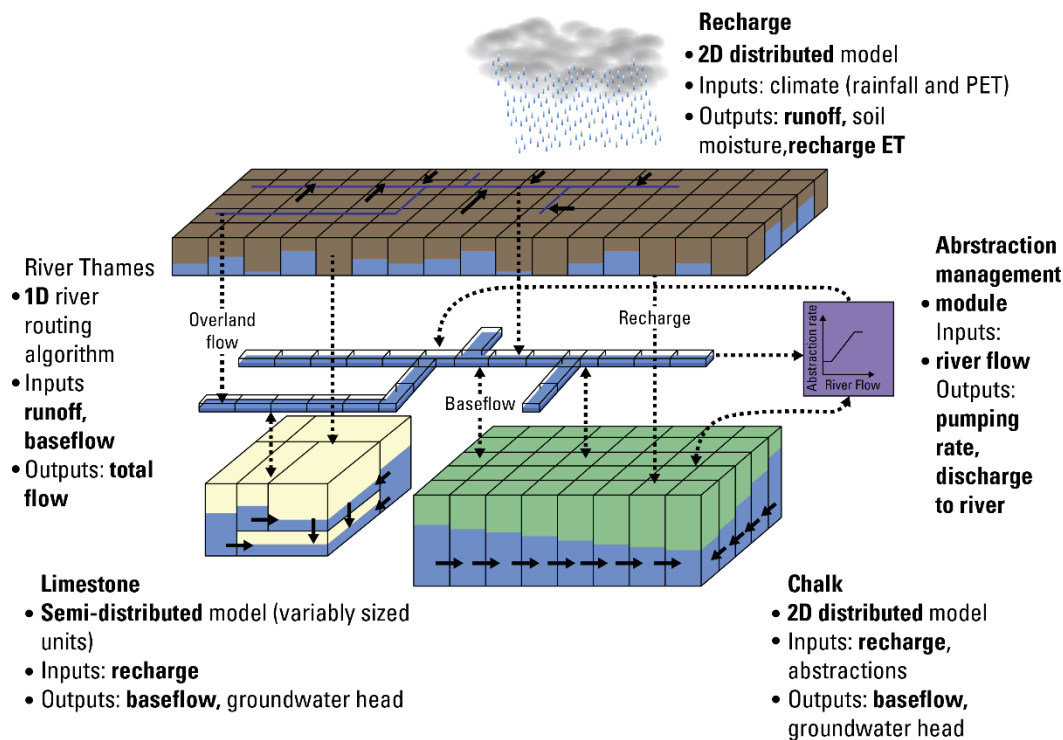 Recharge
• 2D distributed model
• Inputs: climate (rainfall and PET)
• Outputs: runoff, soil
moisture,recharge ET
River Thames
• 1D river
routing
algorithm
• Inputs
runoff,
baseflow
• Outputs: total
flow
Overland
flow
Recharge
Baseflow
Abstraction rate
River Flow
Abrstraction
management
• module
Inputs:
• river flow
Outputs:
pumping
rate,
discharge
to river
Limestone
• Semi-distributed model (variably sized
units)
• Inputs: recharge
• Outputs: baseflow, groundwater head
Chalk
• 2D distributed model
• Inputs: recharge,
abstractions
• Outputs: baseflow,
groundwater head